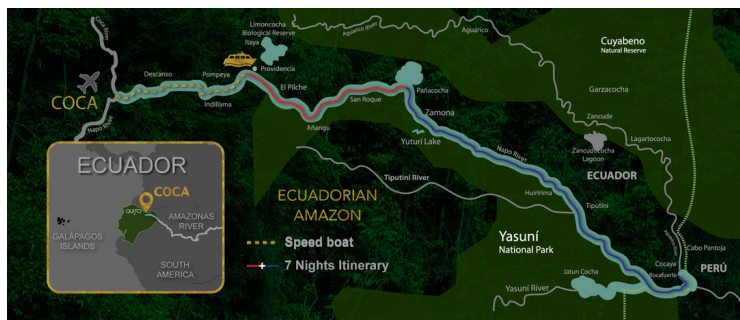 Coca River
Limoncocha
Biological Reserve
Itaya
Aguarico River
Aguarico
Cuyabeno
Natural Reserve
Descanso
Pompeya
Providencia
COCA
Indillama
El Pilche
San Roque
Pañacocha
Garzacocha
Napo River
Añangu
Zamona
Zancude
Yuturi Lake
Lagartococha
Napo River
Zancudococha
Lagoon
ECUADOR
COCA
QUITO
GALÁPAGOS
ISLANDS
AMAZONAS
RIVER
SOUTH
AMERICA
ECUADORIAN
AMAZON
Speed boat
7 Nights Itinerary
Tiputini River
ECUADOR
Huiririma
Tiputini
Yasuní
National Park
Cabo Pantoja
Cocaya
PERÚ
Jatun Cocha
Rocafuerte
Yasuní River